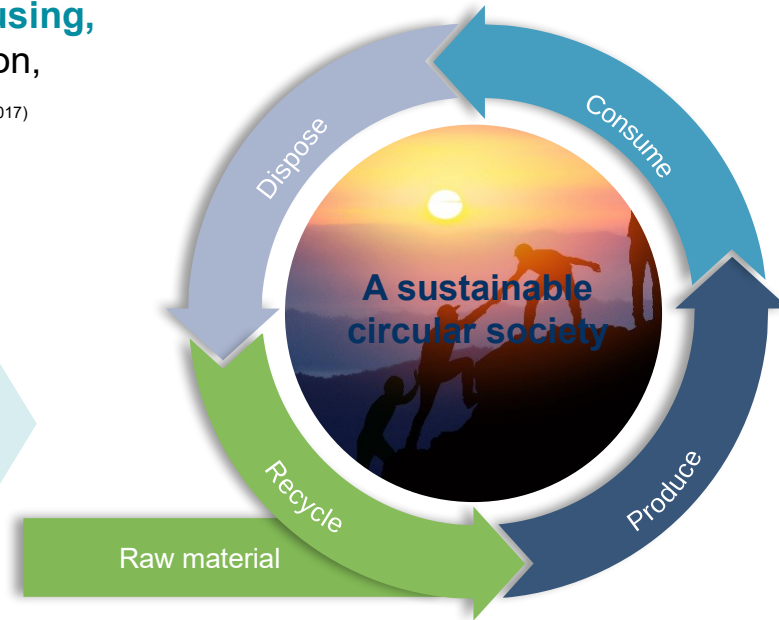 using,
on,
017)
Consume
Dispose
A sustainable
circular society
Recycle
Produce
Raw material